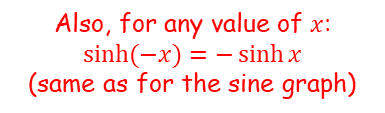 Also, for any value of x:
sinh(−x) = − sinh x
(same as for the sine graph)